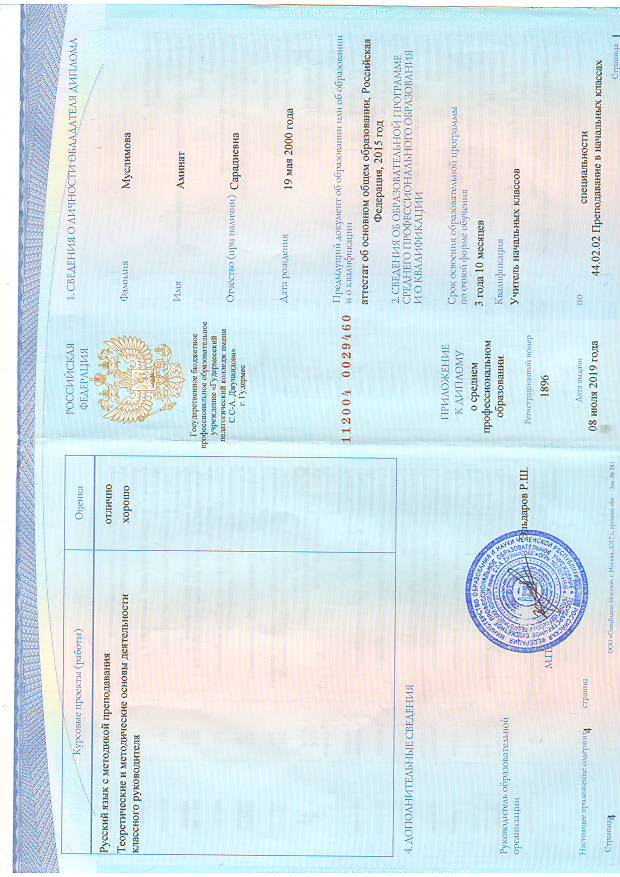 РОССИЙСКАЯ
ФЕДЕРАЦИЯ
Государственное бюджетное
профессиональное образовательное
учреждение «Гудермесский
педагогический колледж имени
С.С-А. Джунаидова»
г. Гудермес
112004 0029460
ПРИЛОЖЕНИЕ
К ДИПЛОМУ
о среднем
профессиональном
образовании
Регистрационный номер
1896
Дата выдачи
08 июля 2019 года
1. СВЕДЕНИЯ О ЛИЧНОСТИ ОБЛАДАТЕЛЯ ДИПЛОМА
Фамилия Муслимова
Имя Аминат
Отчество (при наличии) Сарадиевна
Дата рождения 19 мая 2000 года
Предыдущий документ об образовании или об образовании
и о квалификации
аттестат об основном общем образовании, Российская
Федерация, 2015 год
2. СВЕДЕНИЯ ОБ ОБРАЗОВАТЕЛЬНОЙ ПРОГРАММЕ
СРЕДНЕГО ПРОФЕССИОНАЛЬНОГО ОБРАЗОВАНИЯ
И О КВАЛИФИКАЦИИ
Срок освоения образовательной программы
по очной форме обучения
3 года 10 месяцев
Квалификация
Учитель начальных классов
по специальности
44.02.02 Преподавание в начальных классах
Страница 1
Курсовые проекты (работы) Оценка
Русский язык с методикой преподавания отлично
Теоретические и методические основы деятельности хорошо
классного руководителя
4. ДОПОЛНИТЕЛЬНЫЕ СВЕДЕНИЯ
Руководитель образовательной
организации
льдаров Р.Ш.
М.П.
Настоящее приложение содержит 4 страниц
Страница 4